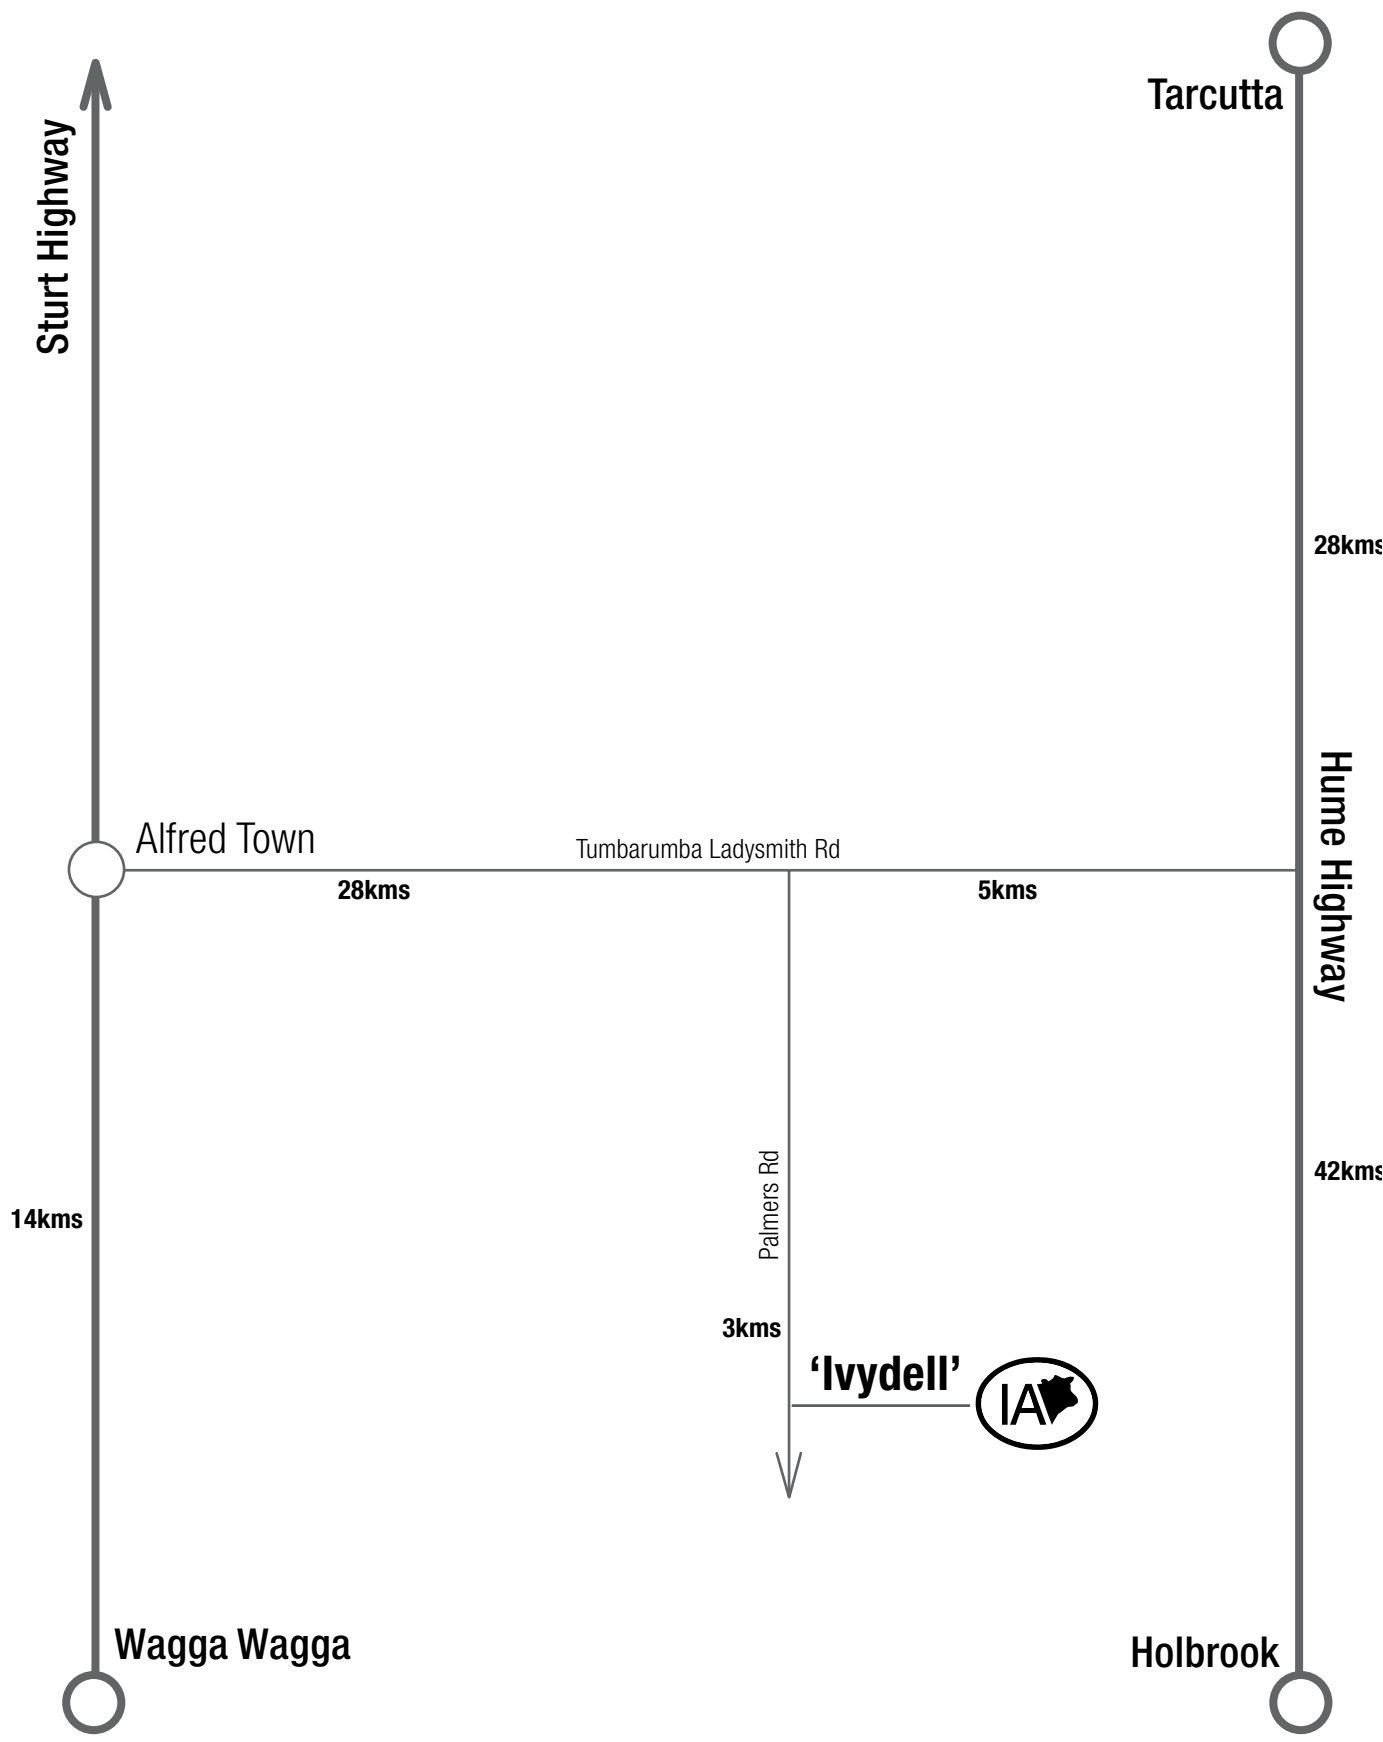 Tarcutta
Sturt Highway
28kms
Hume Highway
Alfred Town
Tumbarumba Ladysmith Rd
28kms
5kms
Palmers Rd
42kms
14kms
3kms
‘Ivydell’
IA
Wagga Wagga
Holbrook